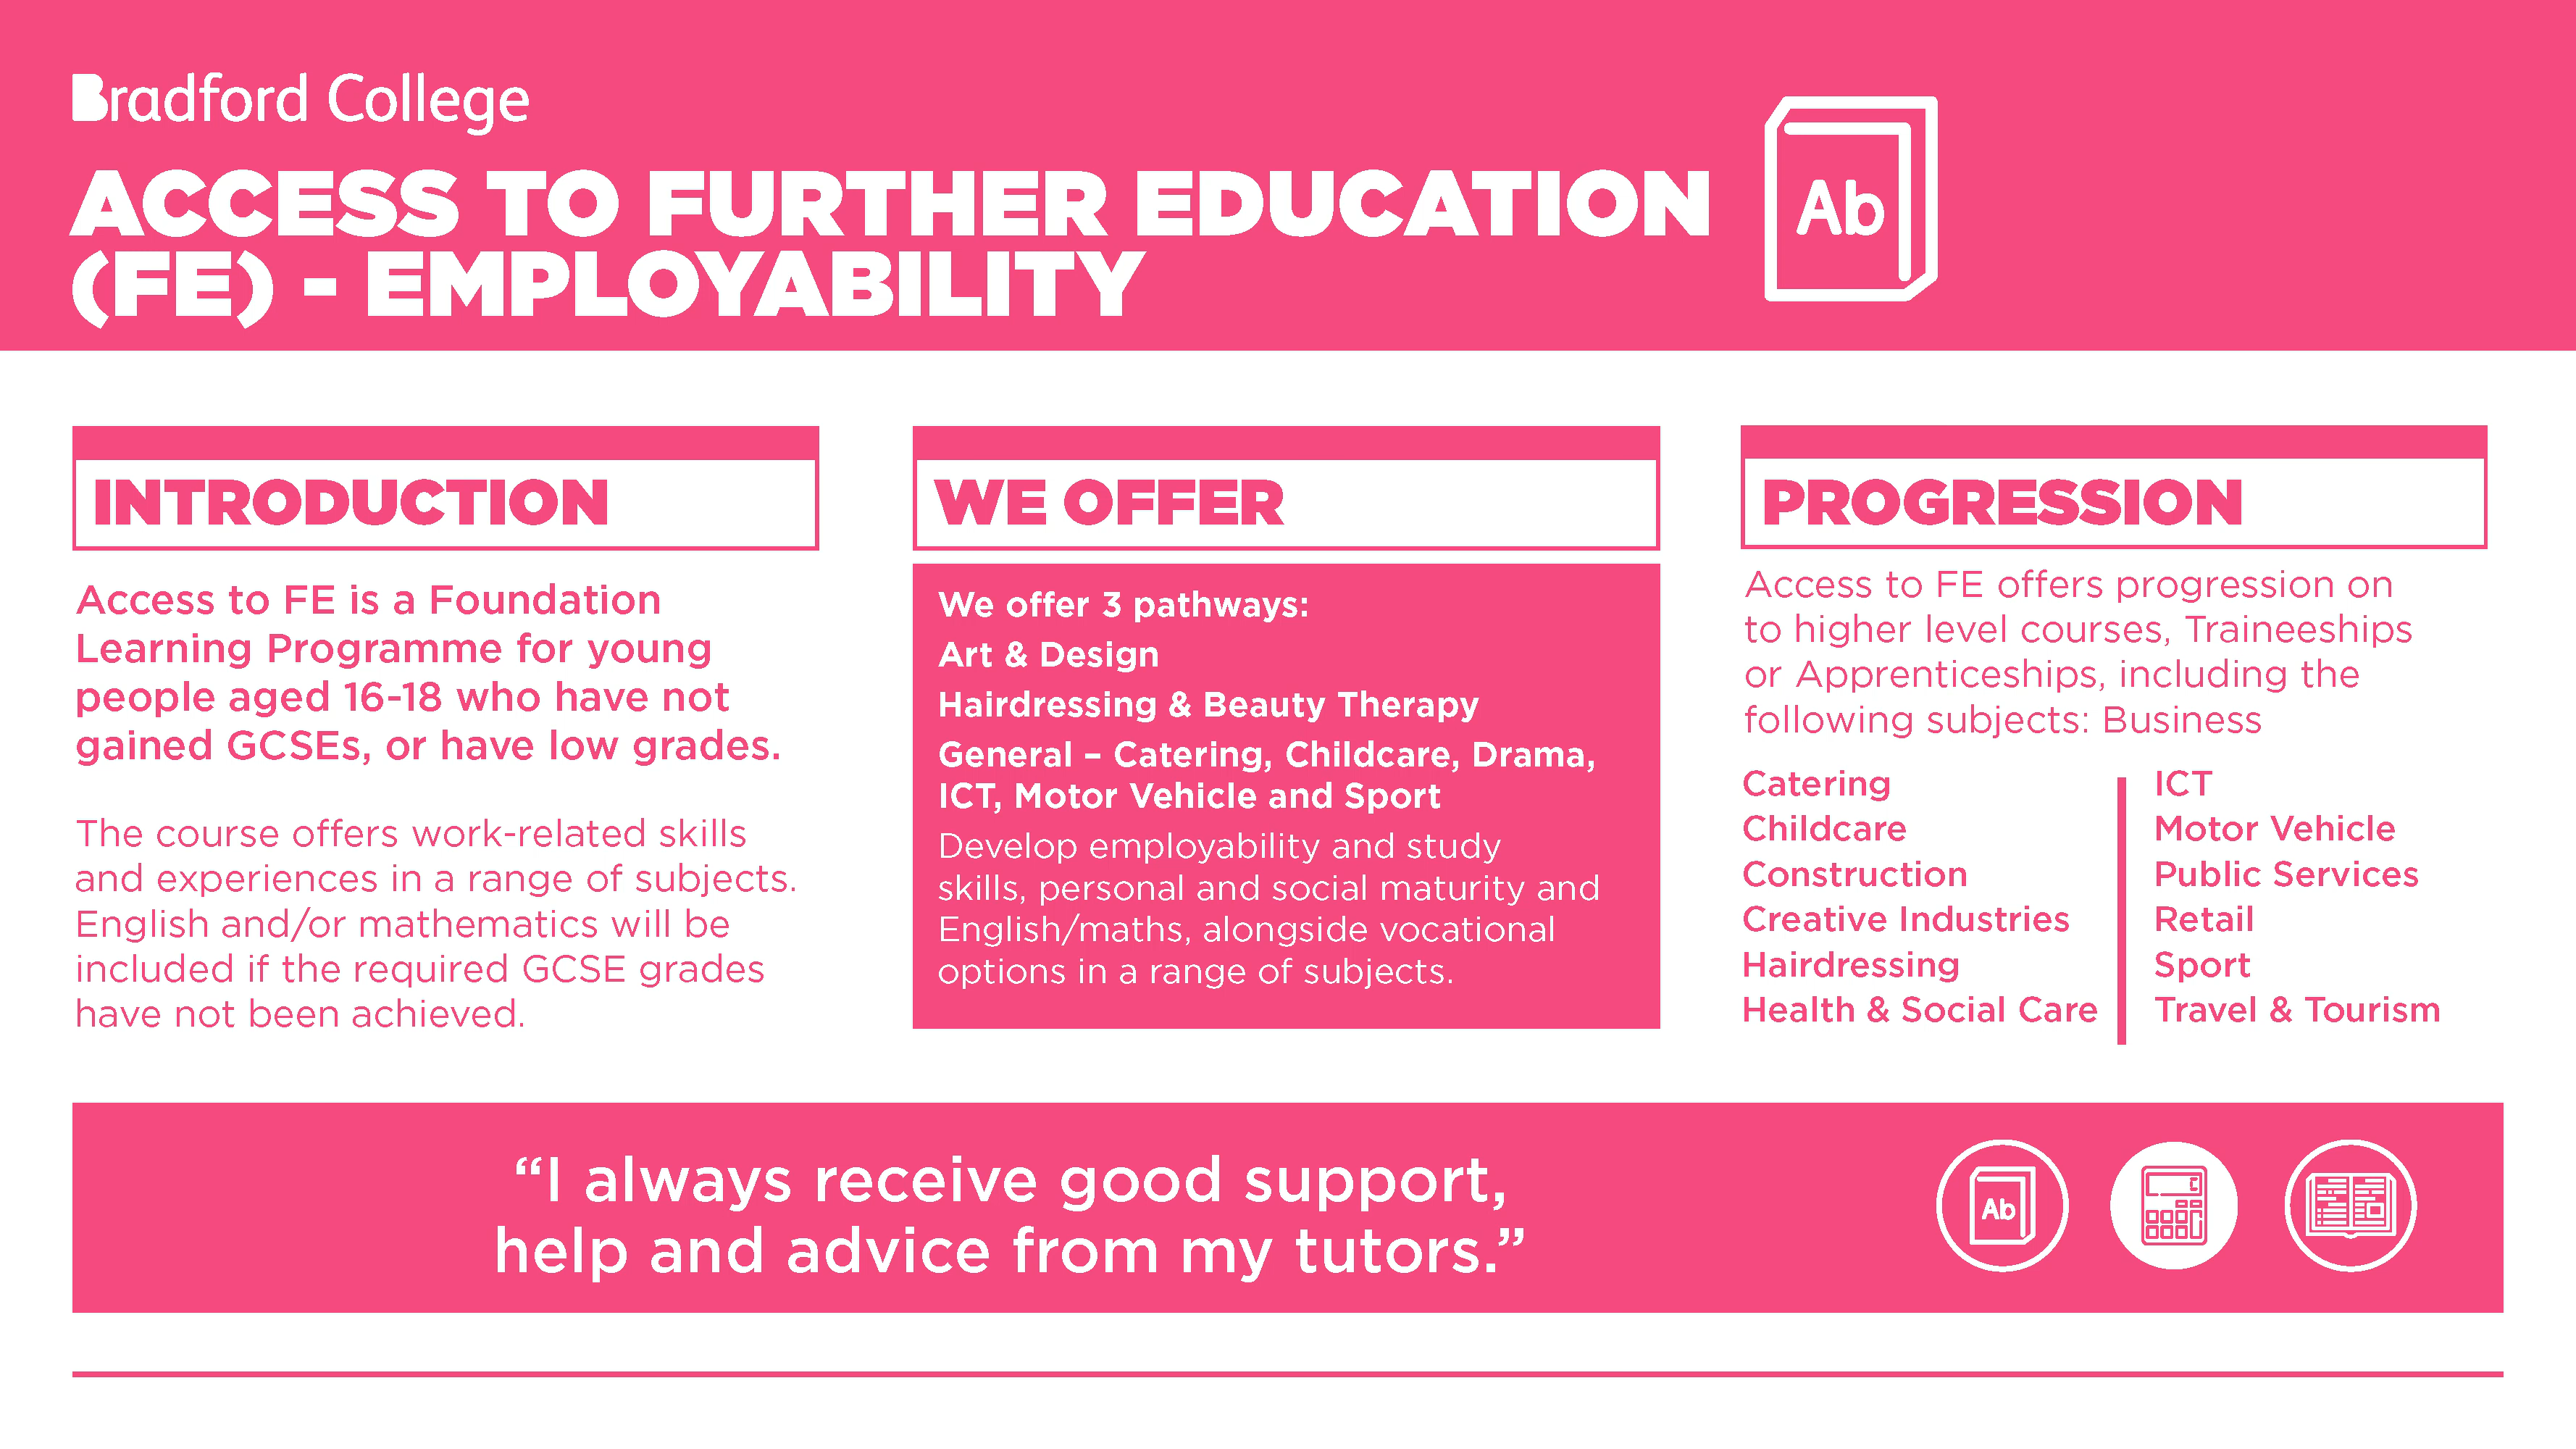 Bradford College
ACCESS TO FURTHER EDUCATION
(FE) - EMPLOYABILITY
Ab
INTRODUCTION
Access to FE is a Foundation
Learning Programme for young
people aged 16-18 who have not
gained GCSEs, or have low grades.
The course offers work-related skills
and experiences in a range of subjects.
English and/or mathematics will be
included if the required GCSE grades
have not been achieved.
WE OFFER
We offer 3 pathways:
Art & Design
Hairdressing & Beauty Therapy
General – Catering, Childcare, Drama,
ICT, Motor Vehicle and Sport
Develop employability and study
skills, personal and social maturity and
English/maths, alongside vocational
options in a range of subjects.
PROGRESSION
Access to FE offers progression on
to higher level courses, Traineeships
or Apprenticeships, including the
following subjects: Business
Catering
Childcare
Construction
Creative Industries
Hairdressing
Health & Social Care
ICT
Motor Vehicle
Public Services
Retail
Sport
Travel & Tourism
“I always receive good support,
help and advice from my tutors.”
Ab